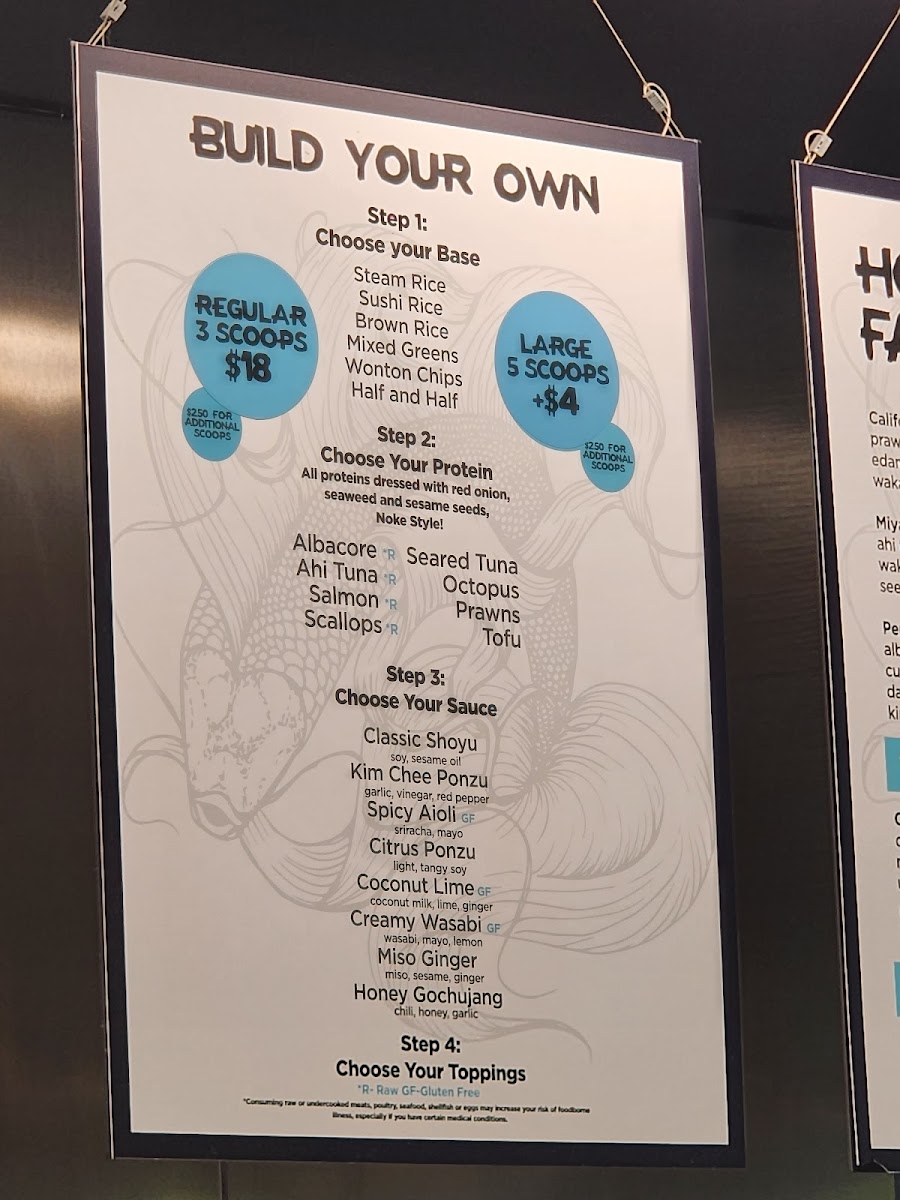 BUILD YOUR OWN
Step 1:
Choose your Base
Steam Rice
Sushi Rice
Brown Rice
Mixed Greens
Wonton Chips
Half and Half
REGULAR
3 SCOOPS
$18
$2.50 FOR
ADDITIONAL
SCOOPS
LARGE
5 SCOOPS
+$4
$2.50 FOR
ADDITIONAL
SCOOPS
Step 2:
Choose Your Protein
All proteins dressed with red onion,
seaweed and sesame seeds,
Noke Style!
Albacore *R
Ahi Tuna *R
Salmon *R
Scallops *R
Seared Tuna
Octopus
Prawns
Tofu
Step 3:
Choose Your Sauce
Classic Shoyu
soy, sesame oil
Kim Chee Ponzu
garlic, vinegar, red pepper
Spicy Aioli GF
sriracha, mayo
Citrus Ponzu
light, tangy soy
Coconut Lime GF
coconut milk, lime, ginger
Creamy Wasabi GF
wasabi, mayo, lemon
Miso Ginger
miso, sesame, ginger
Honey Gochujang
chili, honey, garlic
Step 4:
Choose Your Toppings
*R- Raw GF-Gluten Free
*Consuming raw or undercooked meats, poultry, seafood, shellfish or eggs may increase your risk of foodborne
illness, especially if you have certain medical conditions.
ahi